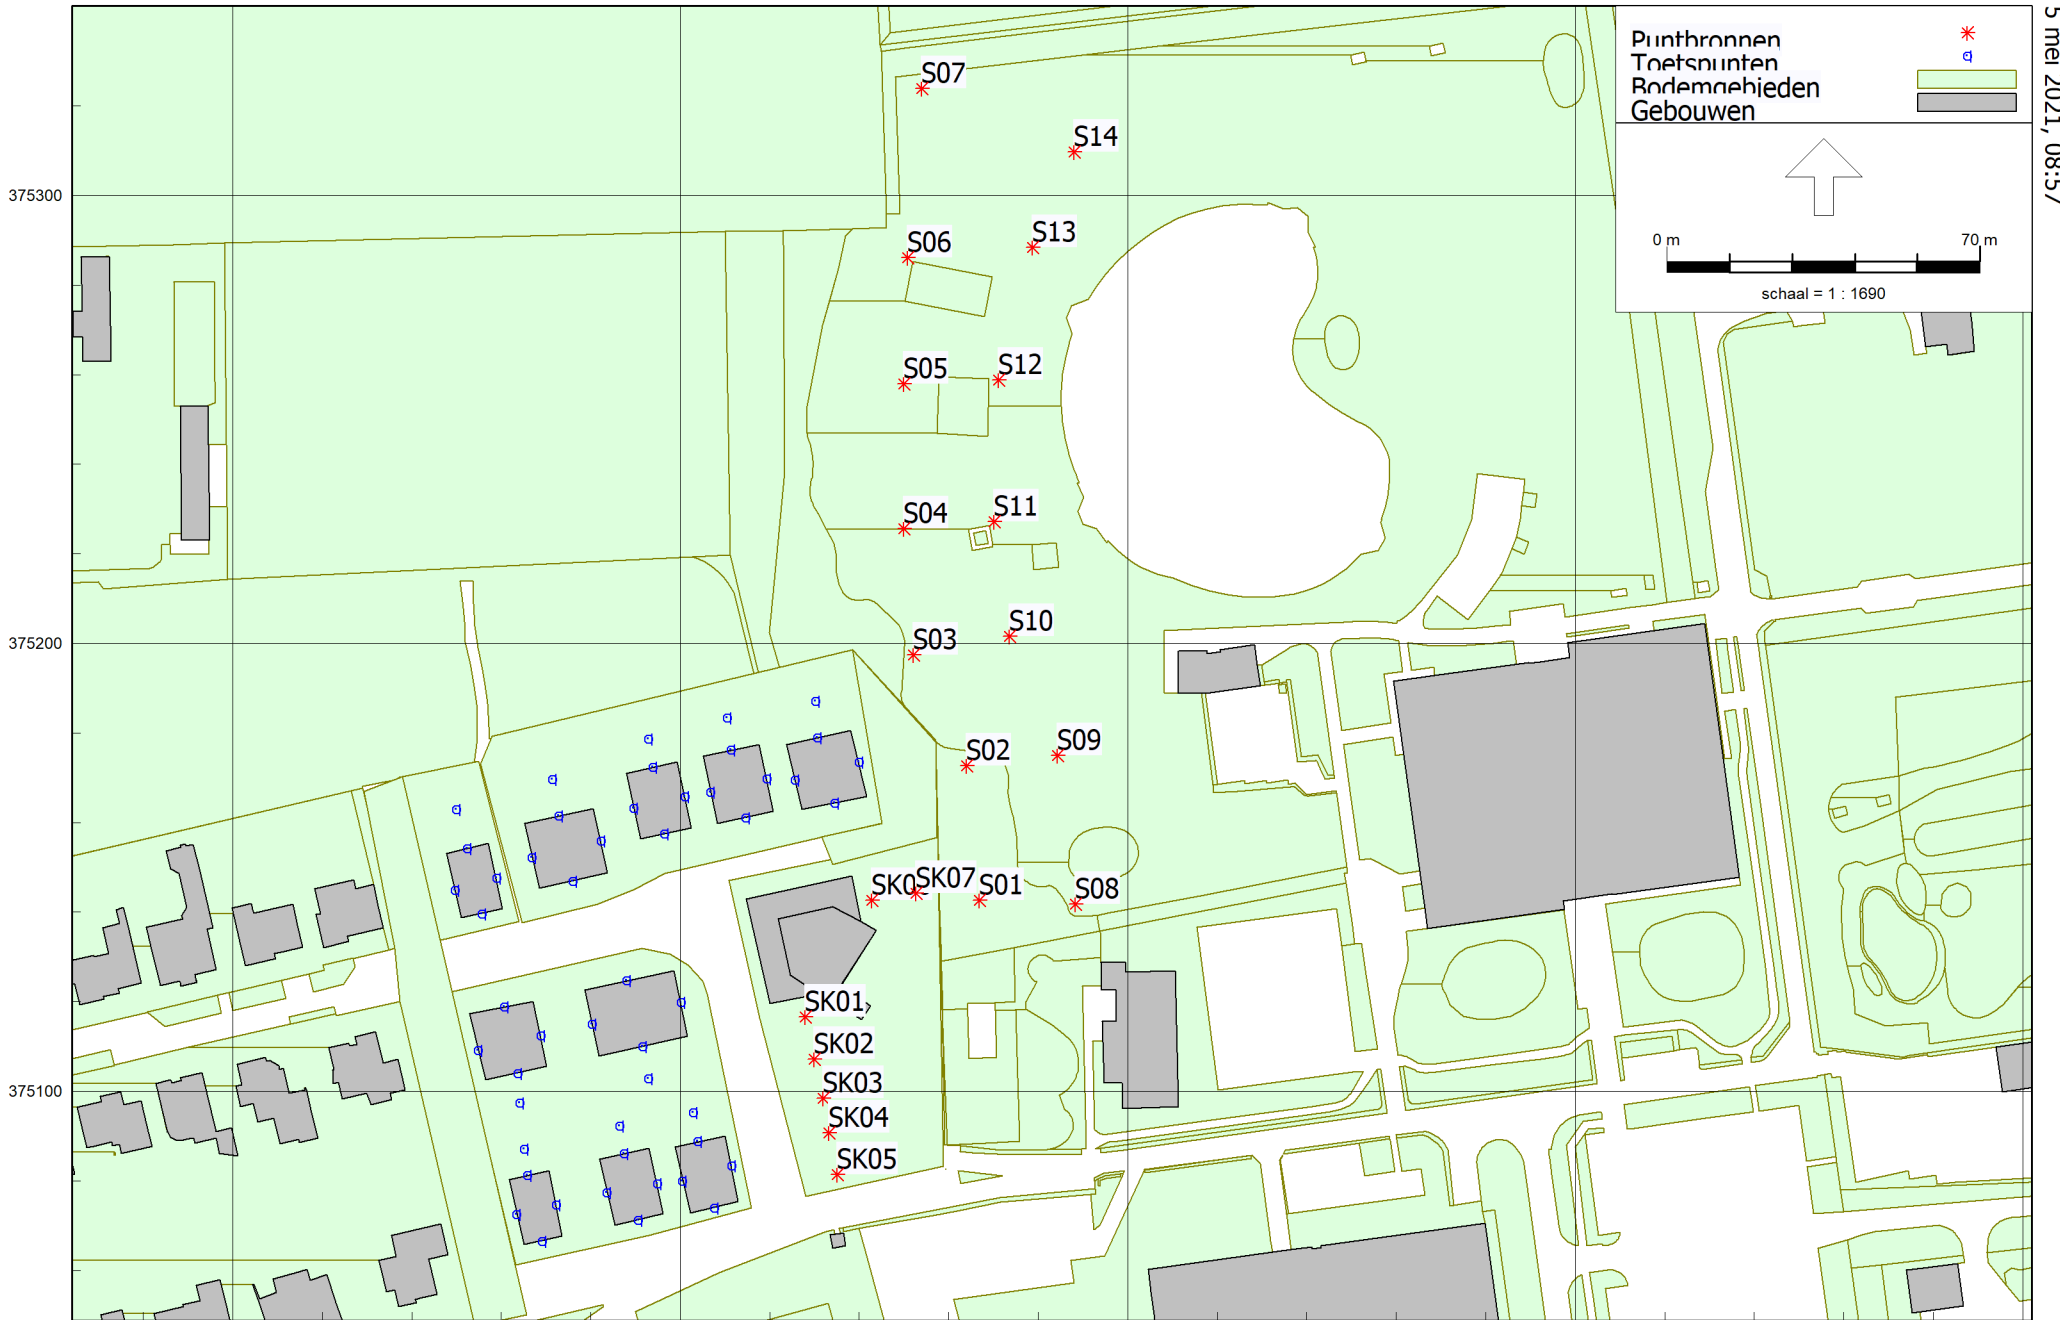 Puntbronnen
Toetspunten
Bodemgebieden
Gebouwen
0 m 70 m
schaal = 1 : 1690
5 mei 2021, 08:57
S07
S14
375300
S13
S06
S05
S12
S04
S11
S10
375200
S03
S02
S09
SK07
S01
S08
SK01
SK02
375100
SK03
SK04
SK05